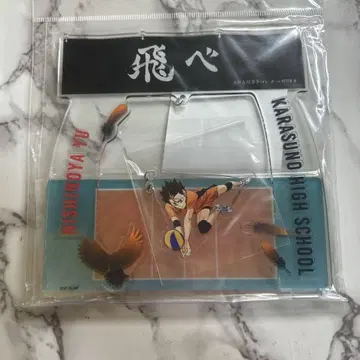 飛べ
NISHINOYA YU
KARASUNO HIGH SCHOOL